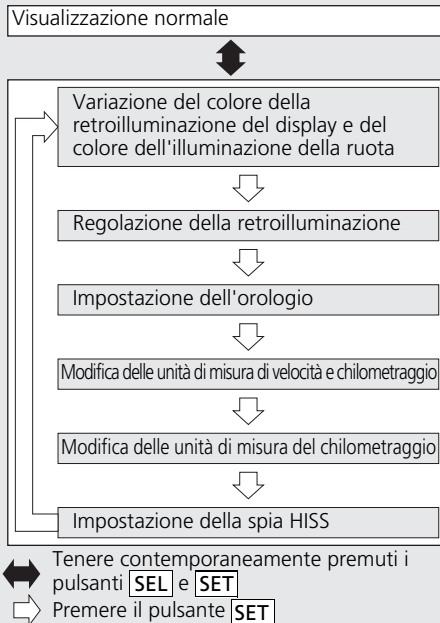 Visualizzazione normale
Variazione del colore della
retroilluminazione del display e del
colore dell'illuminazione della ruota
Regolazione della retroilluminazione
Impostazione dell'orologio
Modifica delle unità di misura di velocità e chilometraggio
Modifica delle unità di misura del chilometraggio
Impostazione della spia HISS
Tenere contemporaneamente premuti i
pulsanti SEL e SET
Premere il pulsante SET